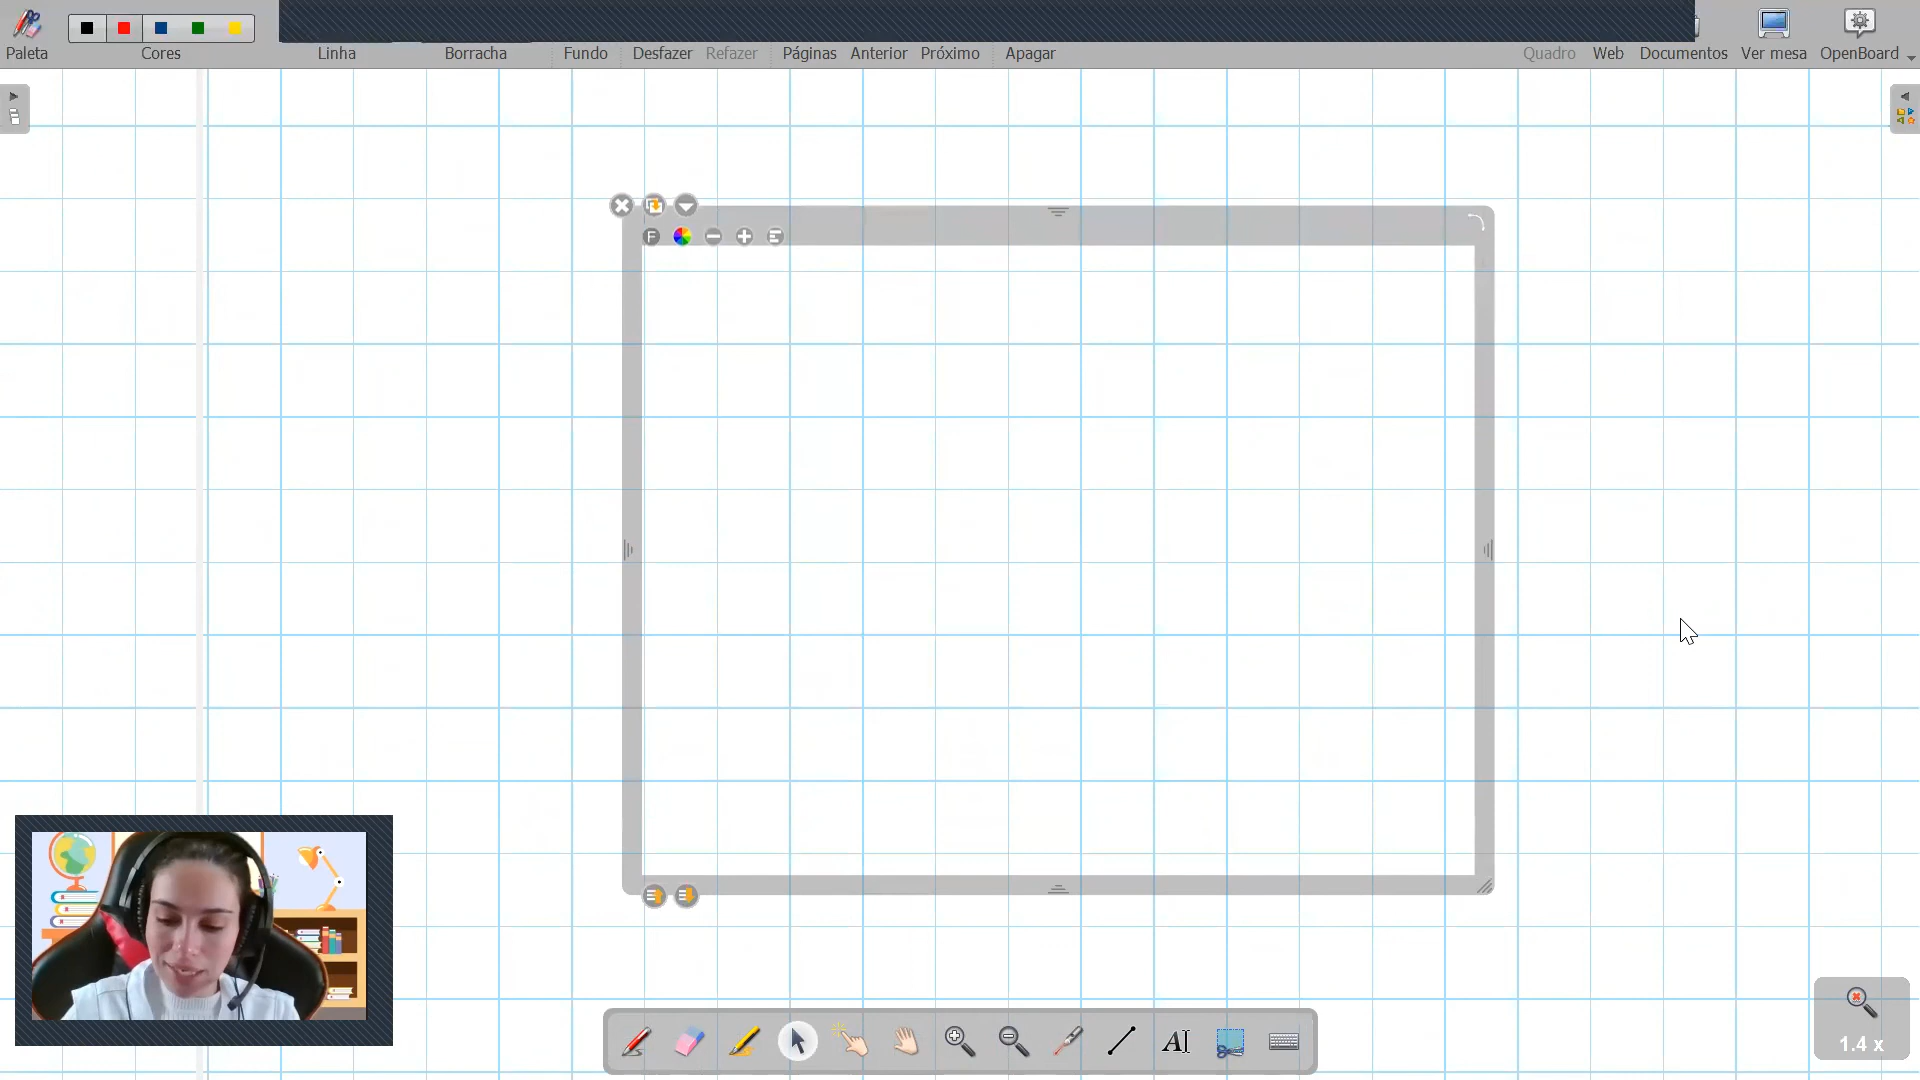 Paleta
Cores
Linha
Borracha
Fundo
Desfazer
Refazer
Páginas
Anterior
Próximo
Apagar
Quadro
Web
Documentos
Ver mesa
OpenBoard
F
AI
1.4 x